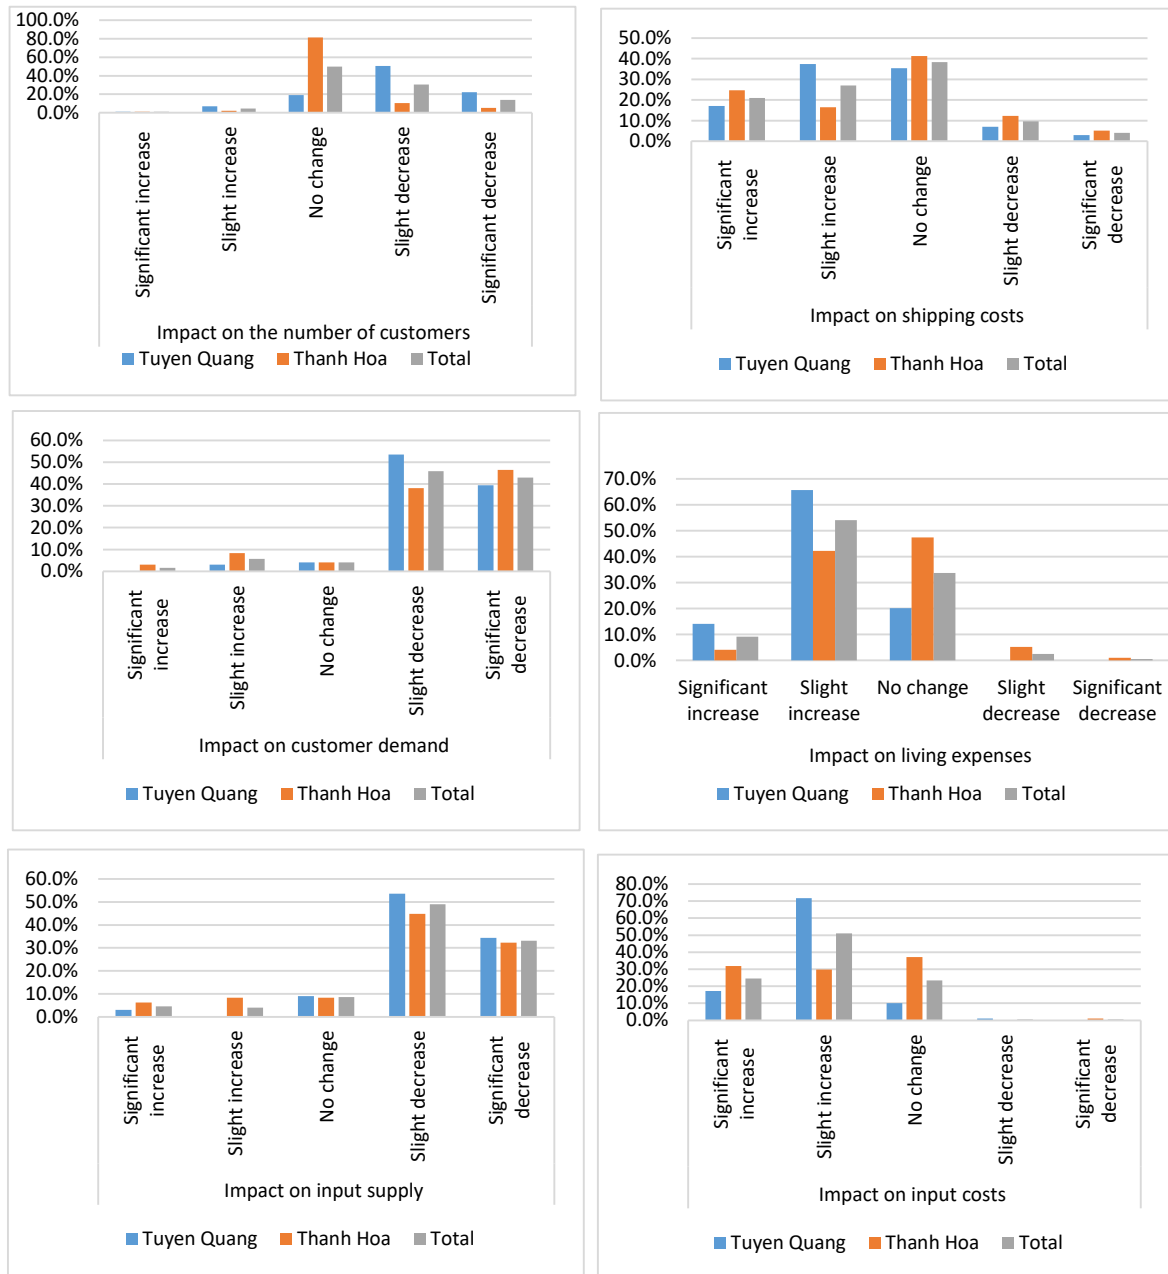 100.0%
80.0%
60.0%
40.0%
20.0%
0.0%
Significant increase
Slight increase
No change
Slight decrease
Significant decrease
Impact on the number of customers
Tuyen Quang Thanh Hoa Total
50.0%
40.0%
30.0%
20.0%
10.0%
0.0%
Significant
increase
Slight increase
No change
Slight decrease
Significant
decrease
Impact on shipping costs
Tuyen Quang Thanh Hoa Total
60.0%
50.0%
40.0%
30.0%
20.0%
10.0%
0.0%
Significant
increase
Slight increase
No change
Slight decrease
Significant
decrease
Impact on customer demand
Tuyen Quang Thanh Hoa Total
70.0%
60.0%
50.0%
40.0%
30.0%
20.0%
10.0%
0.0%
Significant
increase
Slight
increase
No change
Slight
decrease
Significant
decrease
Impact on living expenses
Tuyen Quang Thanh Hoa Total
60.0%
50.0%
40.0%
30.0%
20.0%
10.0%
0.0%
Significant
increase
Slight increase
No change
Slight decrease
Significant
decrease
Impact on input supply
Tuyen Quang Thanh Hoa Total
80.0%
70.0%
60.0%
50.0%
40.0%
30.0%
20.0%
10.0%
0.0%
Significant
increase
Slight increase
No change
Slight decrease
Significant
decrease
Impact on input costs
Tuyen Quang Thanh Hoa Total